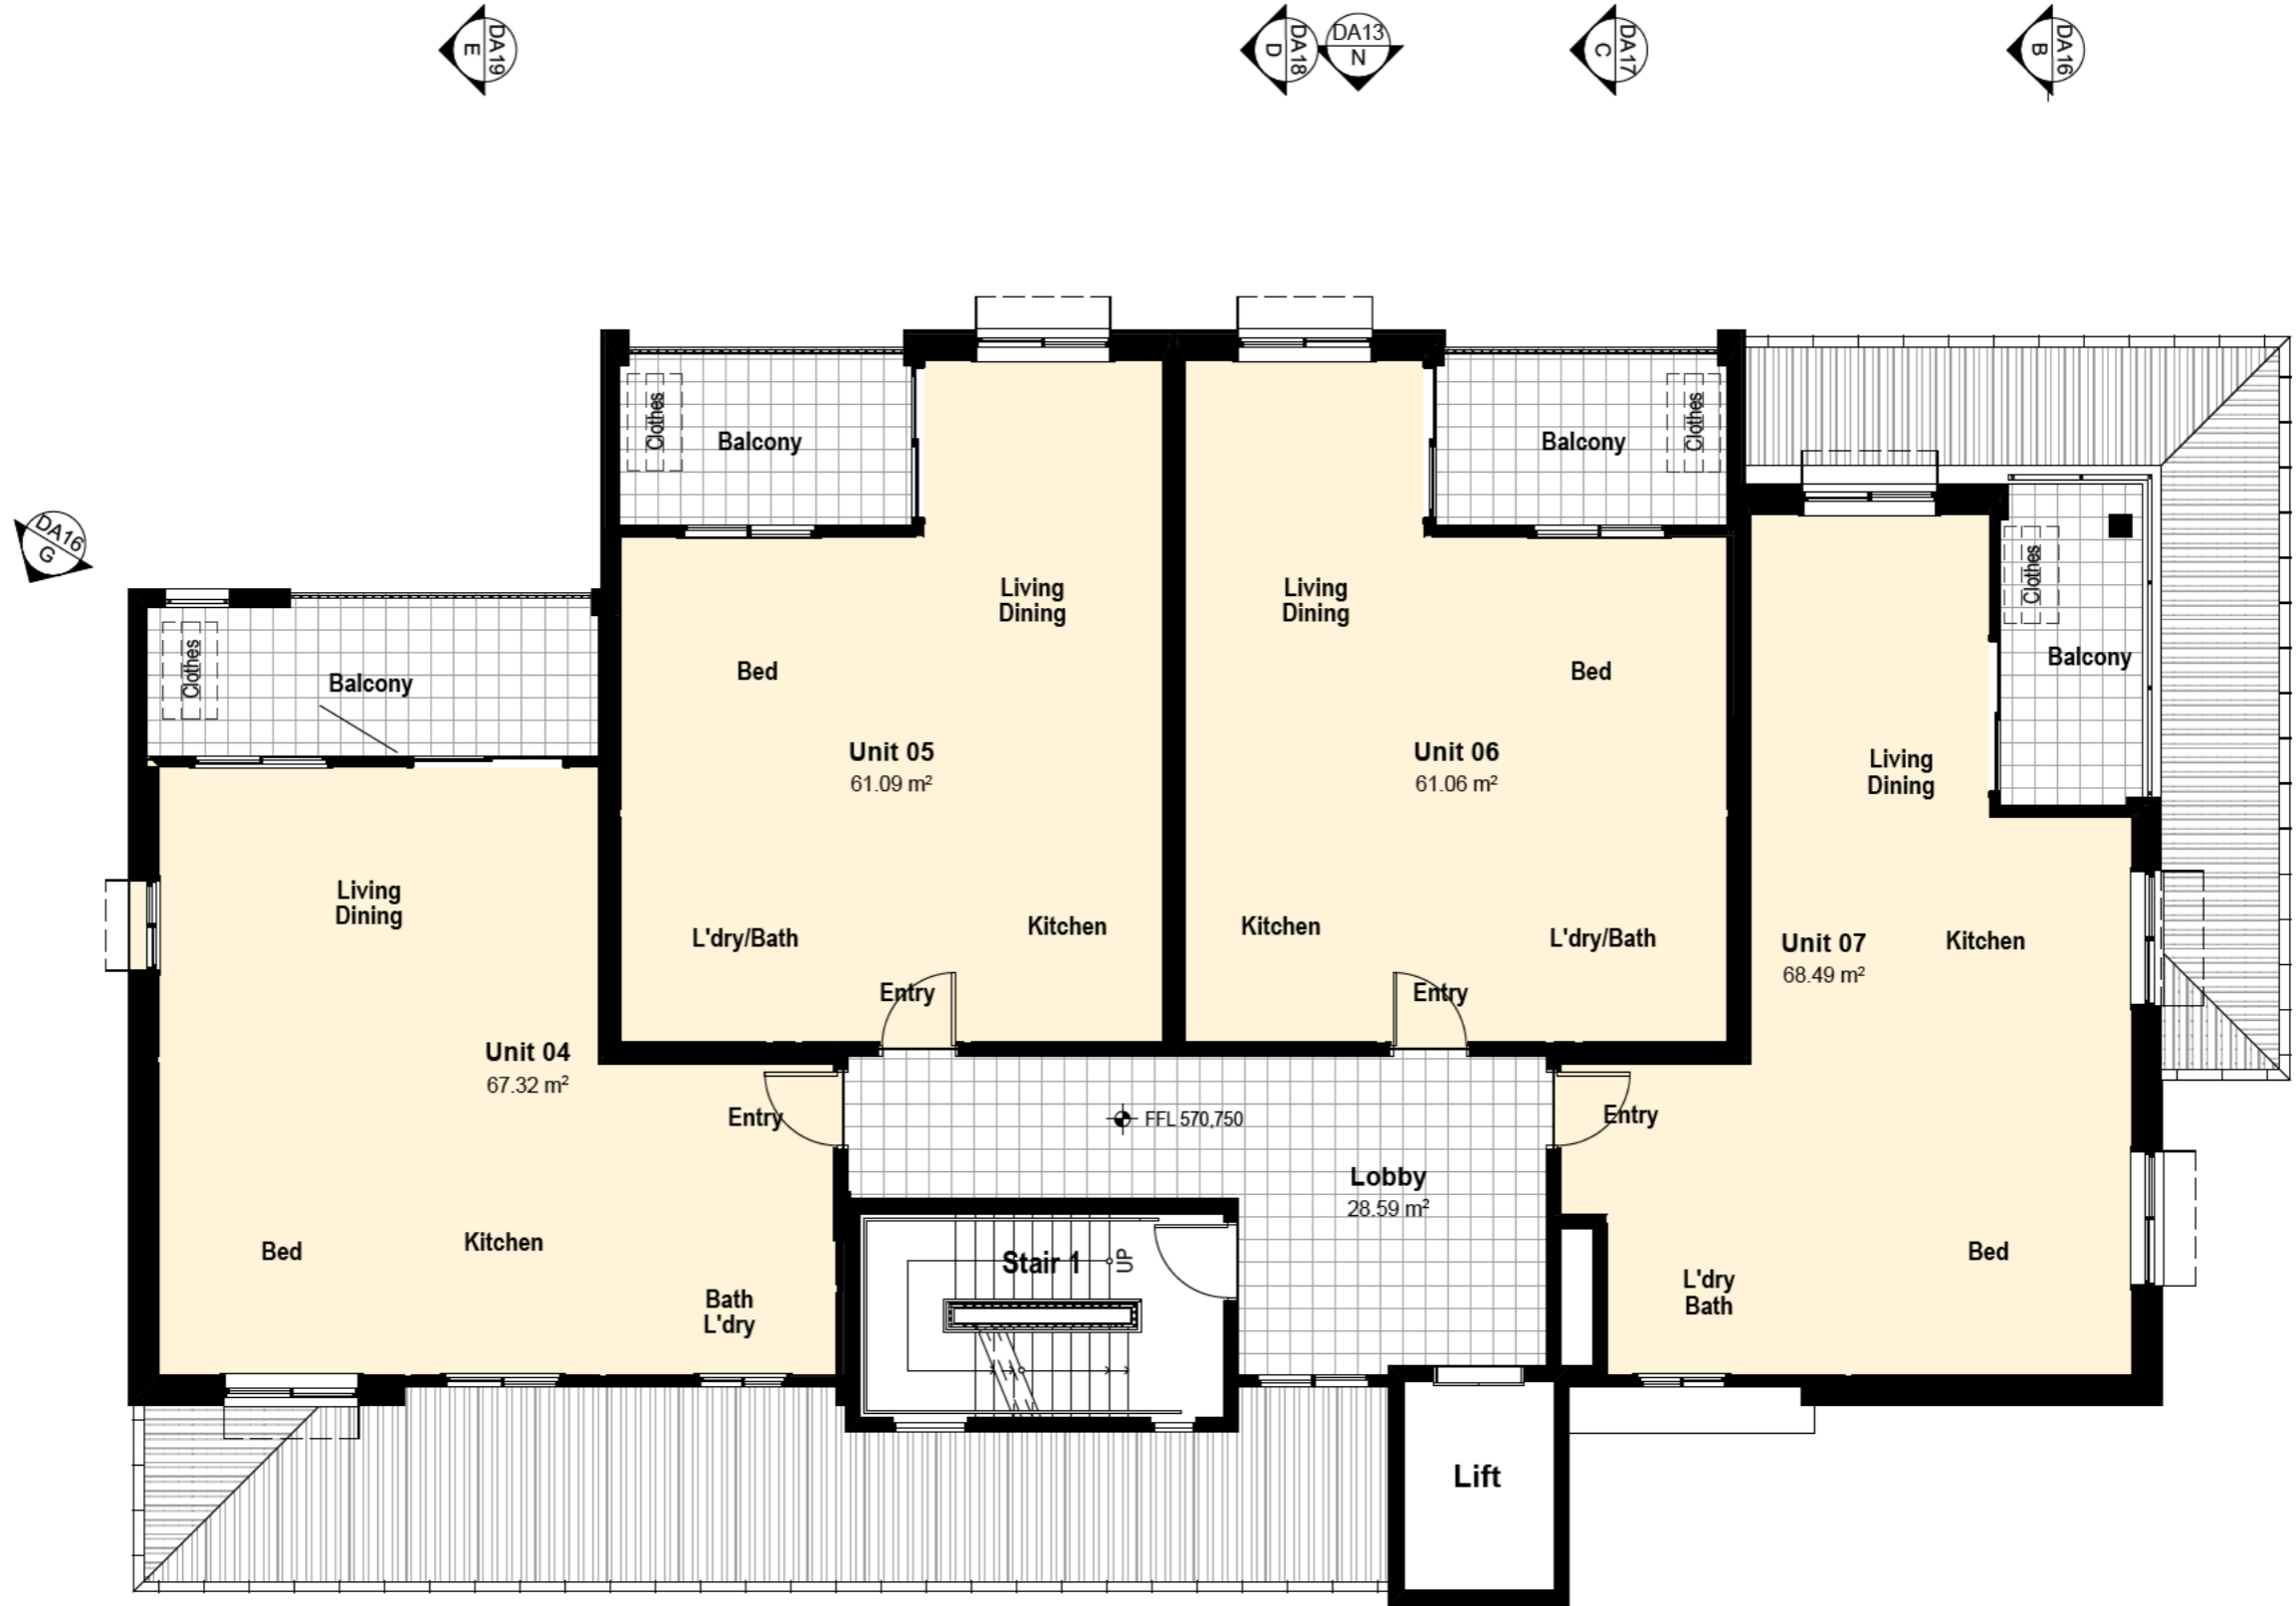 DA19
E
DA18
D
DA13
N
DA17
C
DA16
B
DA16
G
Clothes
Balcony
Balcony
Clothes
Clothes
Balcony
Clothes
Balcony
Living
Dining
Living
Dining
Bed
Bed
Unit 05
61.09 m²
Unit 06
61.06 m²
Living
Dining
Living
Dining
L'dry/Bath
Kitchen
Kitchen
L'dry/Bath
Unit 07
68.49 m²
Kitchen
Entry
Entry
Unit 04
67.32 m²
Entry
FFL 570,750
Entry
Lobby
28.59 m²
Bed
Kitchen
Stair 1
UP
Bed
Bath
L'dry
L'dry
Bath
Lift